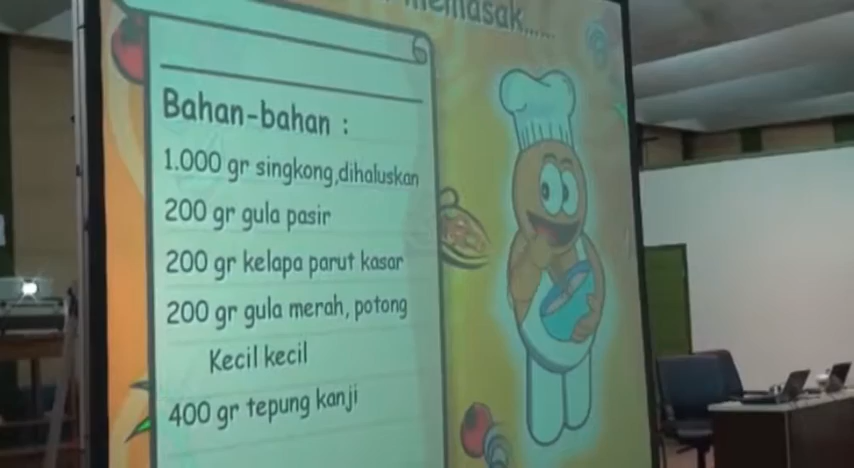 memasak.....
Bahan-bahan :
1.000 gr singkong,dihaluskan
200 gr gula pasir
200 gr kelapa parut kasar
200 gr gula merah, potong
Kecil kecil
400 gr tepung kanji